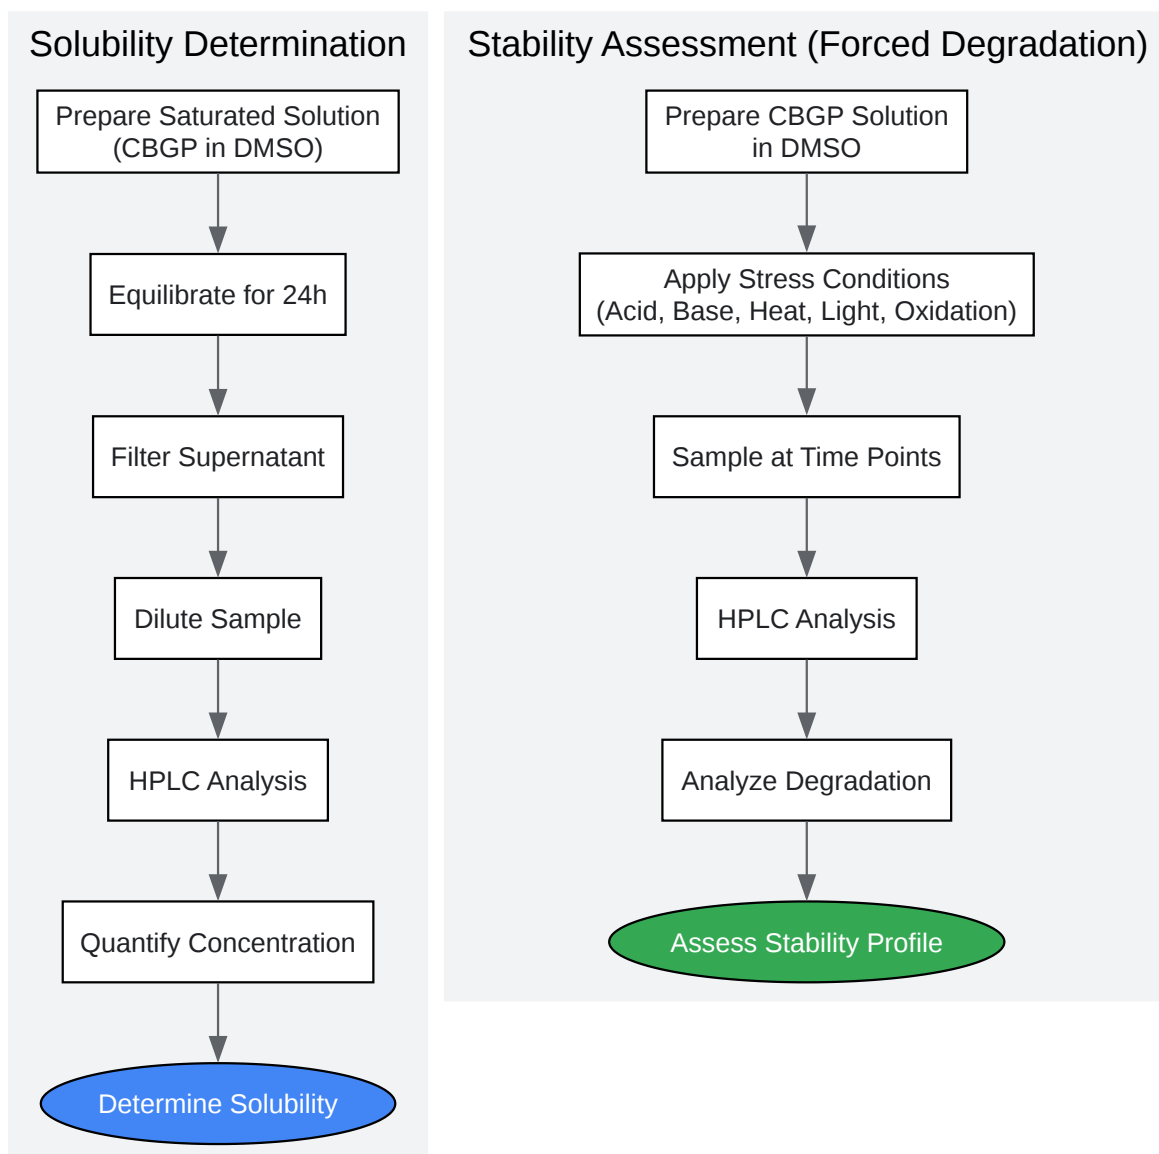 Solubility Determination
Prepare Saturated Solution
(CBGP in DMSO)
Equilibrate for 24h
Filter Supernatant
Dilute Sample
HPLC Analysis
Quantify Concentration
Determine Solubility
Stability Assessment (Forced Degradation)
Prepare CBGP Solution
in DMSO
Apply Stress Conditions
(Acid, Base, Heat, Light, Oxidation)
Sample at Time Points
HPLC Analysis
Analyze Degradation
Assess Stability Profile